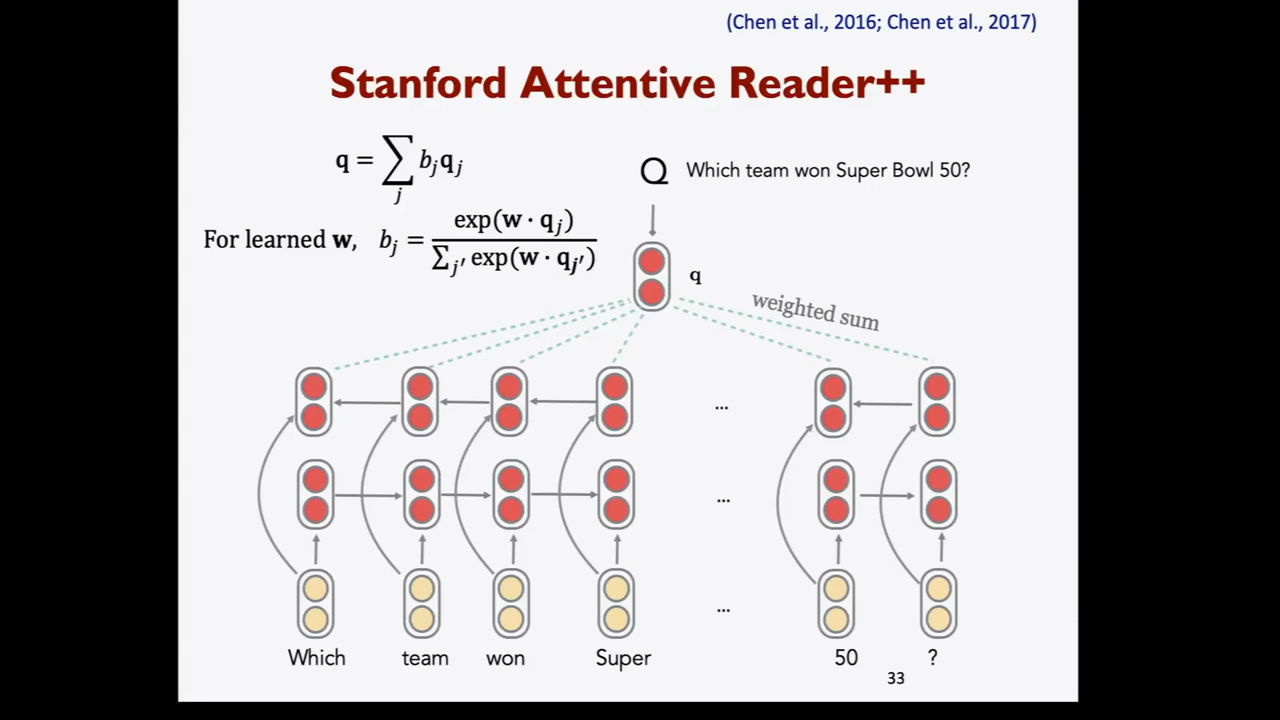 (Chen et al., 2016; Chen et al., 2017)
Stanford Attentive Reader++
q = ∑_j b_j q_j
Q Which team won Super Bowl 50?
For learned w, b_j = exp(w · q_j) / ∑_j′ exp(w · q_j′)
q
weighted sum
...
...
...
Which team won Super 50 ?
33